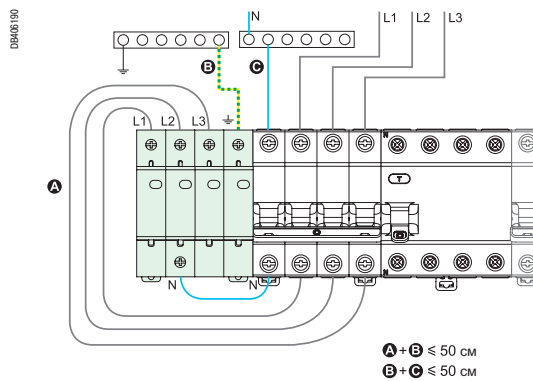 DB406190
N
L1
L2
L3
B
C
L1 L2 L3
N
N
T
A
N
N
N
A + B ⩽ 50 см
B + C ⩽ 50 см